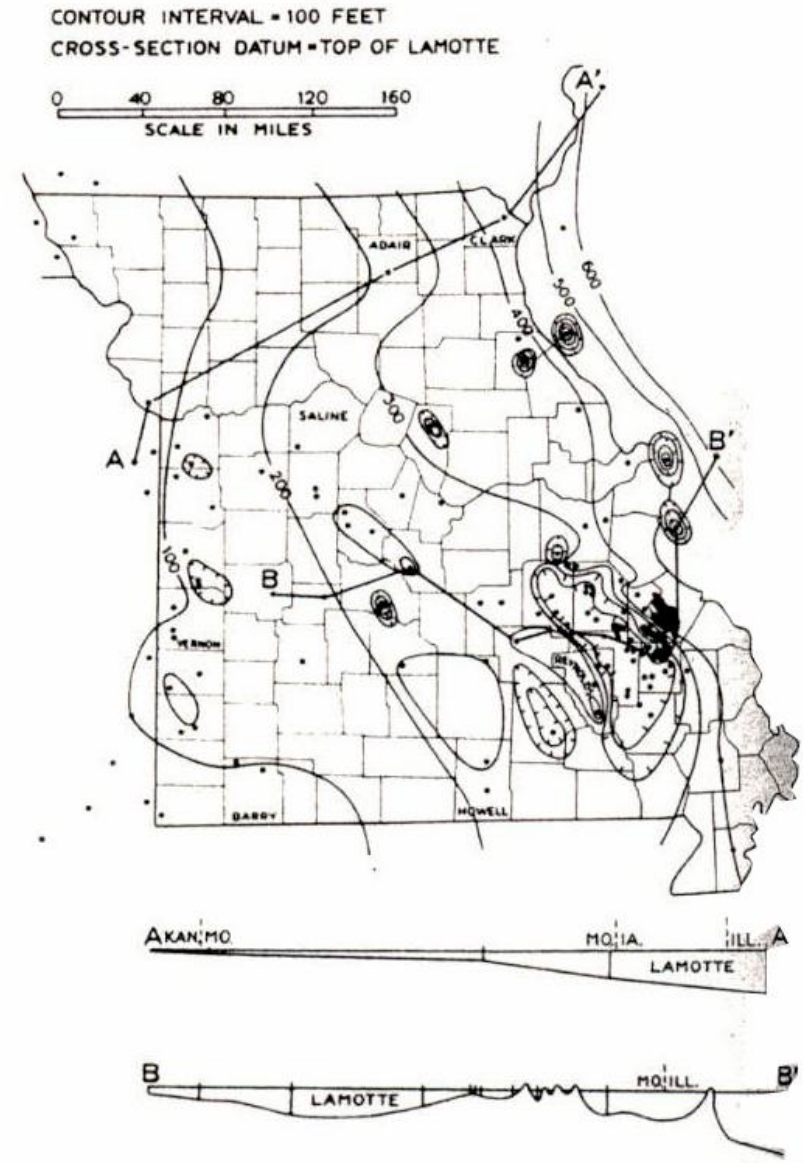 CONTOUR INTERVAL = 100 FEET
CROSS-SECTION DATUM = TOP OF LAMOTTE
0 40 80 120 160
SCALE IN MILES
A'
ADAIR
CLARK
600
500
400
300
SALINE
B'
A
200
100
B
VERNON
REYNOLDS
HOWELL
BARRY
A KAN. MO. MO. IA. ILL. A
LAMOTTE
B MO. ILL. B'
LAMOTTE